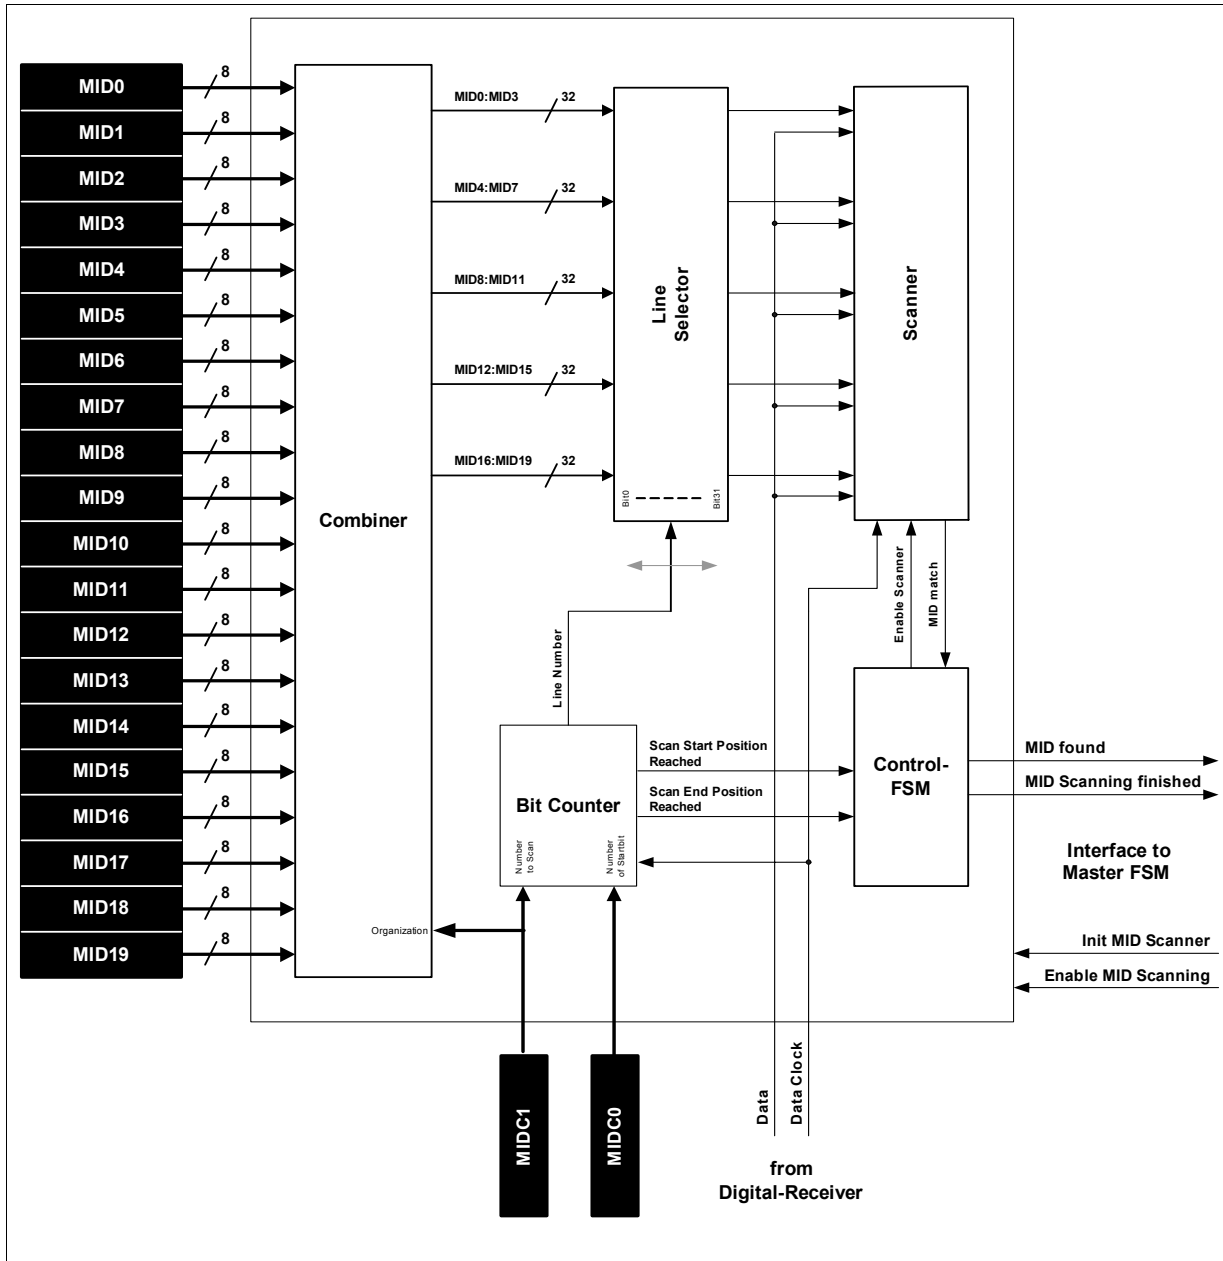 MID0
8
MID1
8
MID2
8
MID3
8
MID4
8
MID5
8
MID6
8
MID7
8
MID8
8
MID9
8
MID10
8
MID11
8
MID12
8
MID13
8
MID14
8
MID15
8
MID16
8
MID17
8
MID18
8
MID19
8
Combiner
Organization
MID0:MID3
32
MID4:MID7
32
MID8:MID11
32
MID12:MID15
32
MID16:MID19
32
Line
Selector
Bit0
Bit31
Scanner
Line Number
Enable Scanner
MID match
Bit Counter
Number
to Scan
Number
of Startbit
Scan Start Position
Reached
Scan End Position
Reached
Control-
FSM
MID found
MID Scanning finished
Interface to
Master FSM
Init MID Scanner
Enable MID Scanning
MIDC1
MIDC0
Data
Data Clock
from
Digital-Receiver